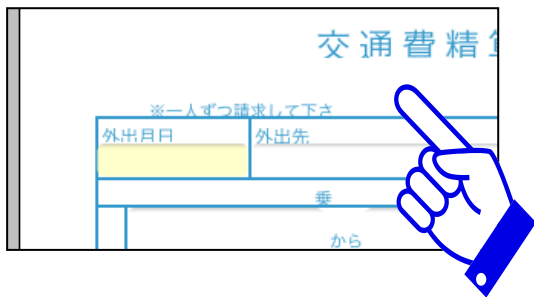 交通費精
※一人ずつ請求して下さ
外出月日 外出先
乗
から